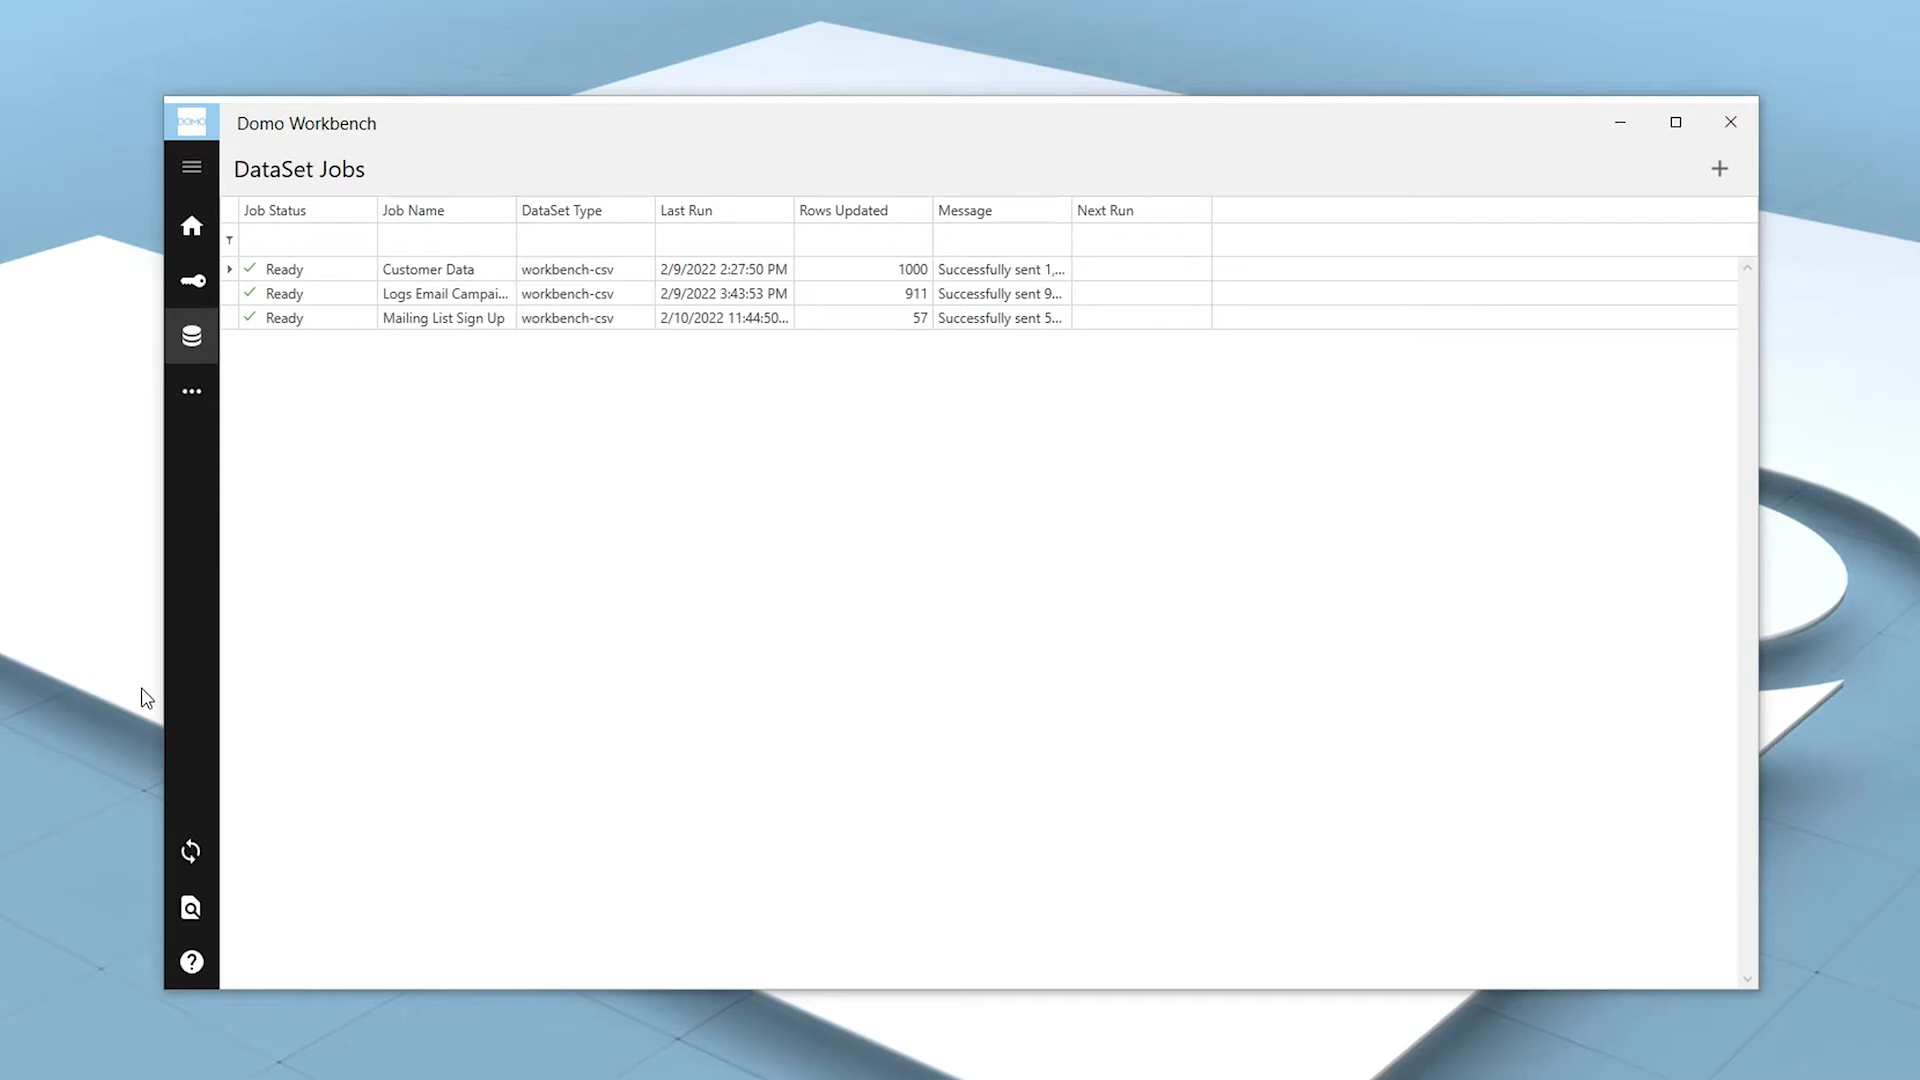 DOMO
Domo Workbench
DataSet Jobs
Job Status Job Name DataSet Type Last Run Rows Updated Message Next Run
Ready Customer Data workbench-csv 2/9/2022 2:27:50 PM 1000 Successfully sent 1,...
Ready Logs Email Campai... workbench-csv 2/9/2022 3:43:53 PM 911 Successfully sent 9...
Ready Mailing List Sign Up workbench-csv 2/10/2022 11:44:50... 57 Successfully sent 5...